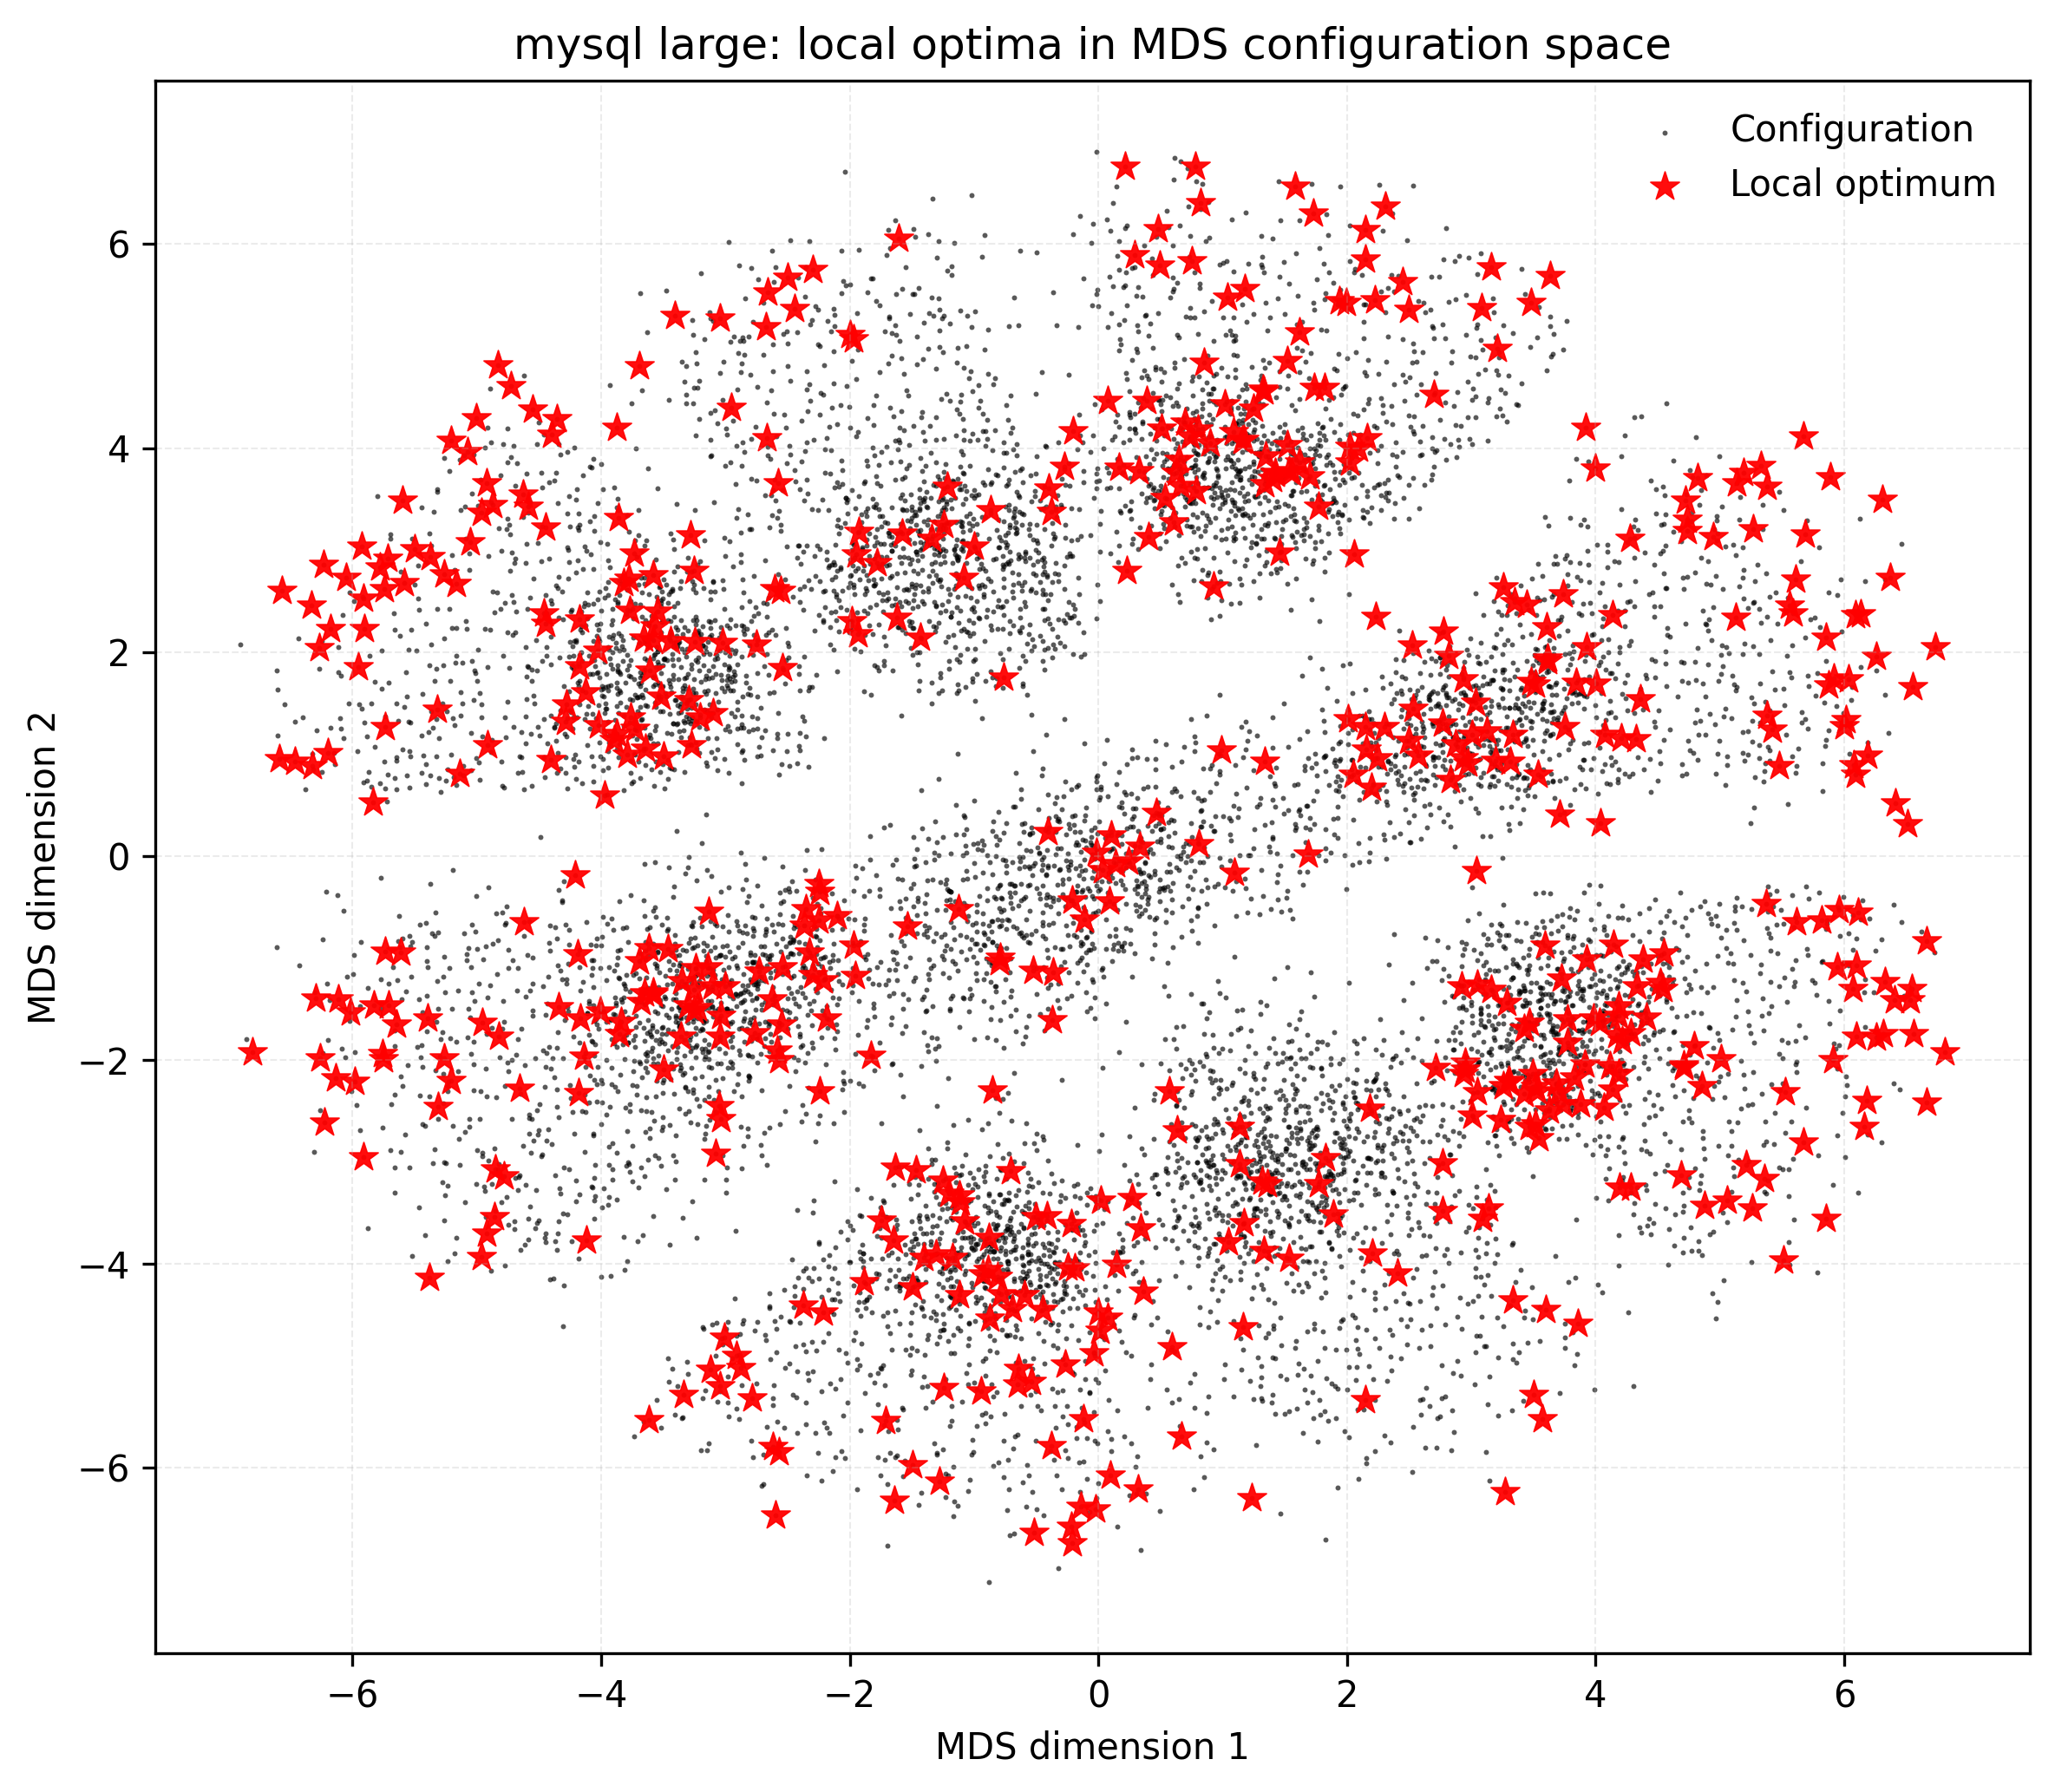 mysql large: local optima in MDS configuration space
Configuration
Local optimum
6
4
2
0
−2
−4
−6
MDS dimension 2
−6 −4 −2 0 2 4 6
MDS dimension 1